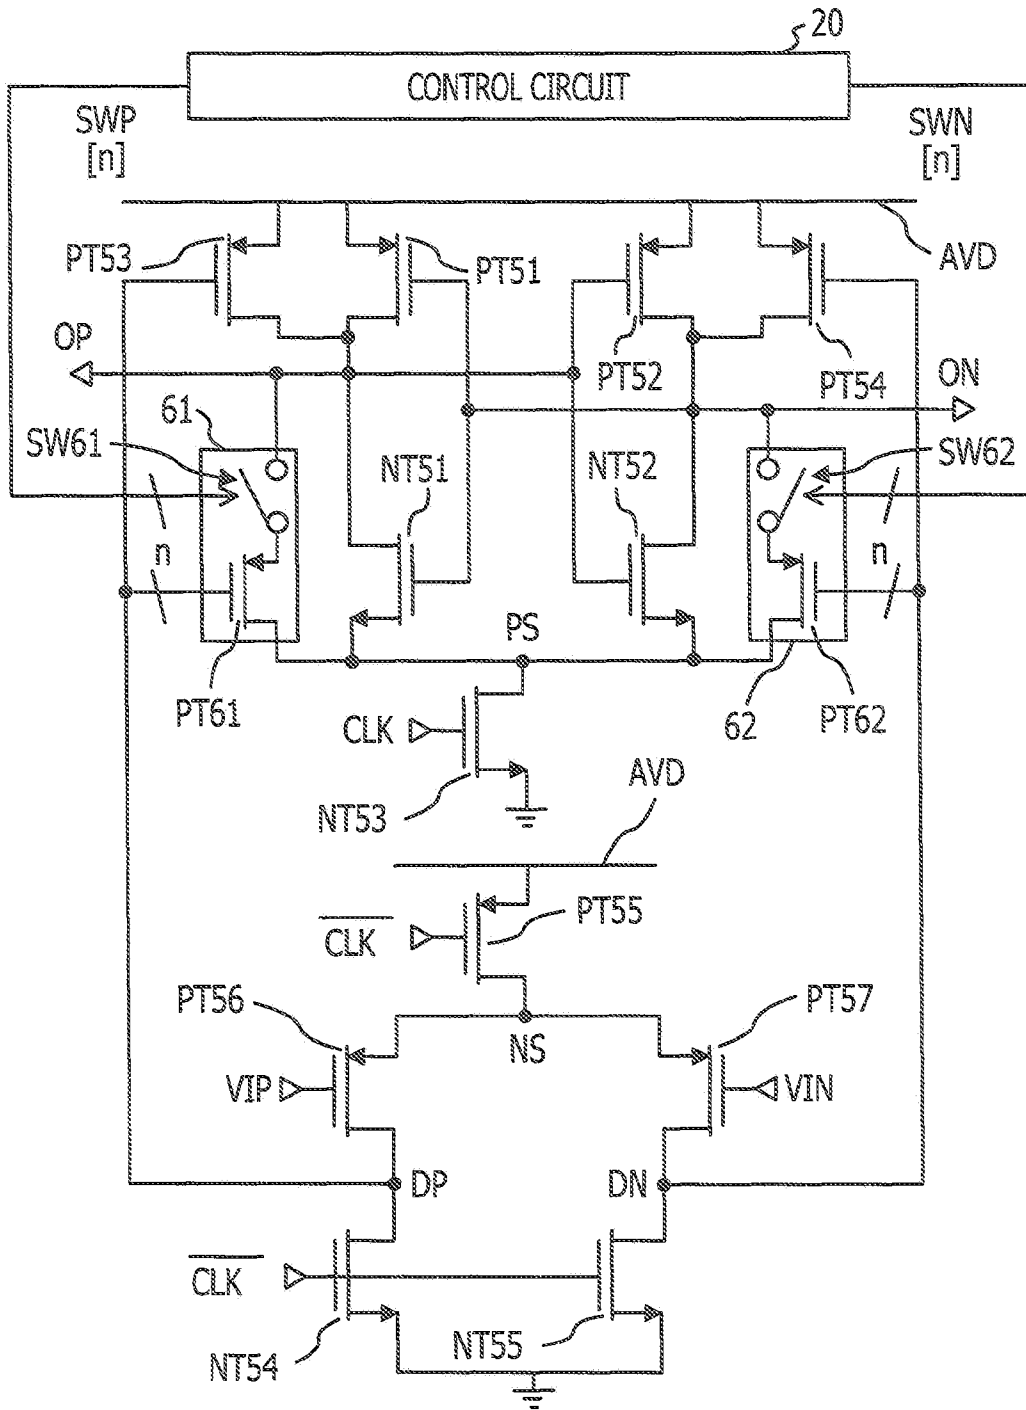 20
CONTROL CIRCUIT
SWP
[n]
SWN
[n]
PT53
PT51
AVD
OP
PT52
PT54
ON
61
SW61
NT51
NT52
SW62
n
n
PS
PT61
62
PT62
CLK
NT53
AVD
CLK
PT55
PT56
PT57
NS
VIP
VIN
DP
DN
CLK
NT54
NT55